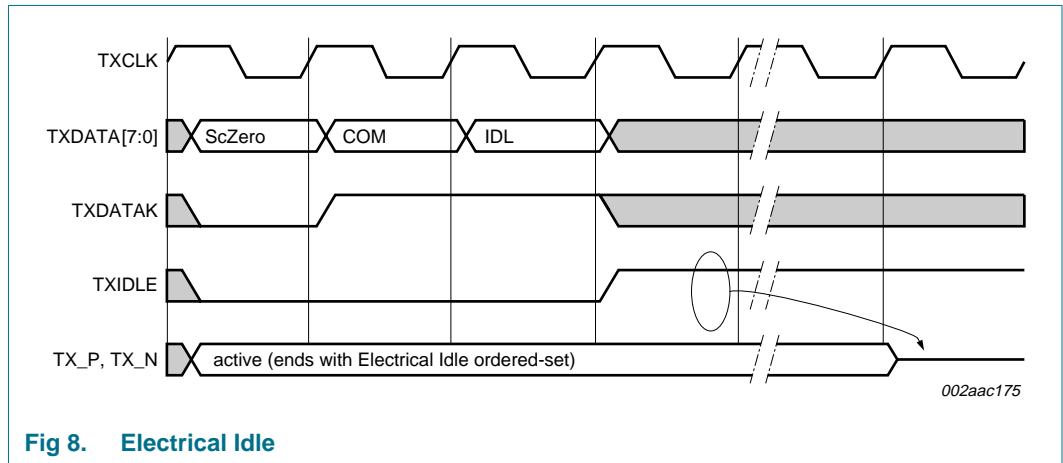 TXCLK
TXDATA[7:0] ScZero COM IDL
TXDATAK
TXIDLE
TX_P, TX_N active (ends with Electrical Idle ordered-set)
002aac175
Fig 8. Electrical Idle